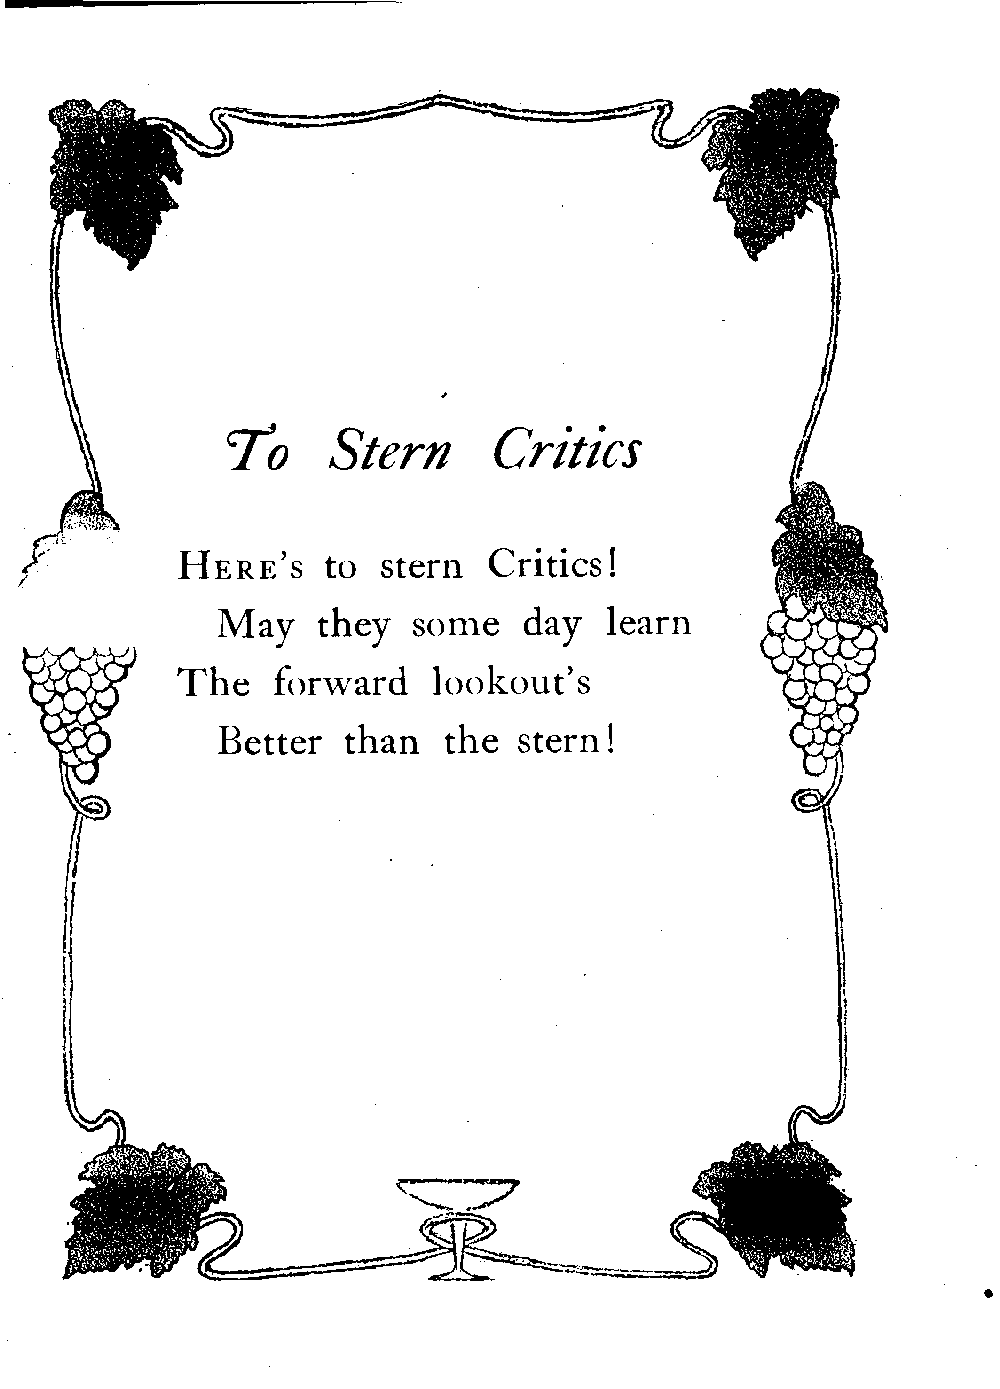 To Stern Critics
HERE'S to stern Critics!
May they some day learn
The forward lookout's
Better than the stern!